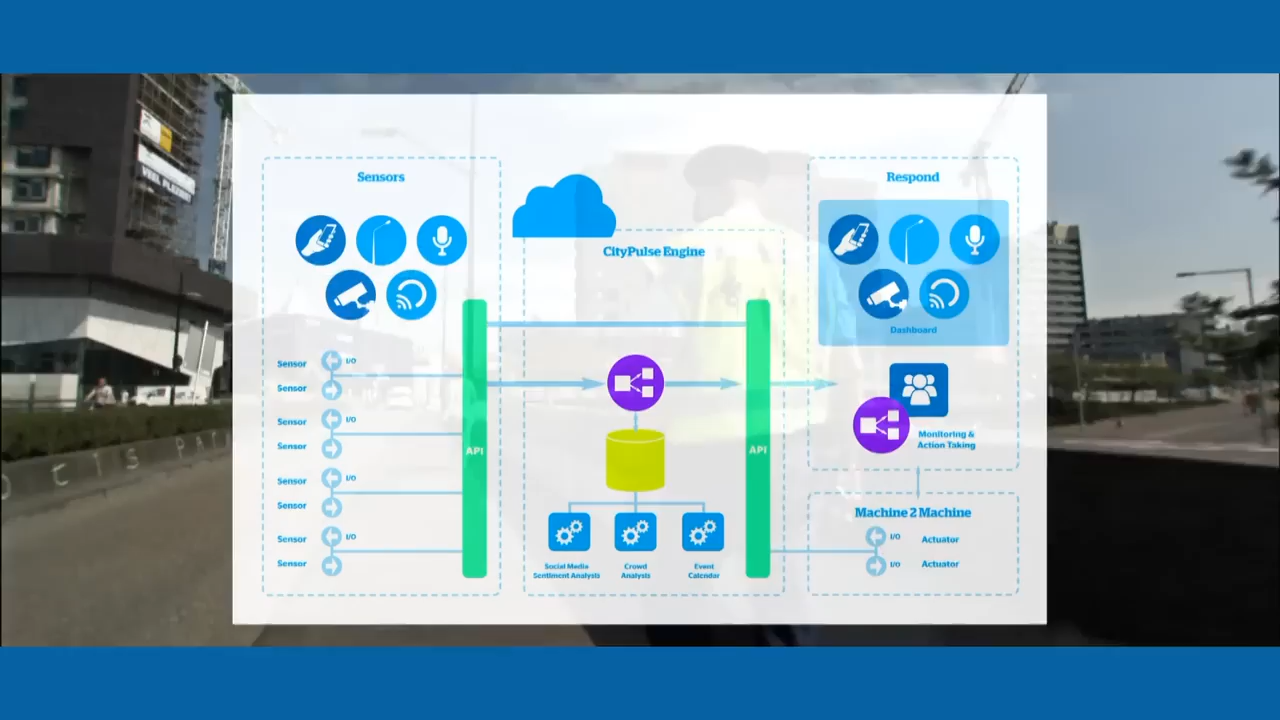 Sensors
CityPulse Engine
Respond
Dashboard
Sensor
I/O
Sensor
Sensor
I/O
Sensor
Sensor
I/O
Sensor
Sensor
I/O
Sensor
API
API
Social Media
Sentiment Analysis
Crowd
Analysis
Event
Calendar
Monitoring &
Action Taking
Machine 2 Machine
I/O
Actuator
I/O
Actuator